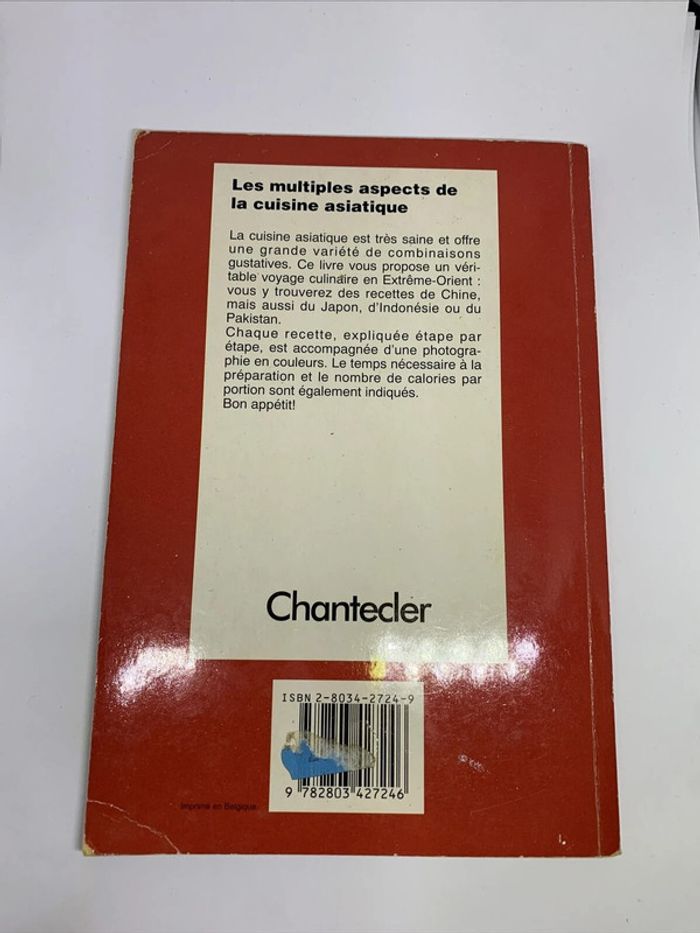 Les multiples aspects de
la cuisine asiatique
La cuisine asiatique est très saine et offre
une grande variété de combinaisons
gustatives. Ce livre vous propose un véri-
table voyage culinaire en Extrême-Orient :
vous y trouverez des recettes de Chine,
mais aussi du Japon, d'Indonésie ou du
Pakistan.
Chaque recette, expliquée étape par
étape, est accompagnée d'une photogra-
phie en couleurs. Le temps nécessaire à la
préparation et le nombre de calories par
portion sont également indiqués.
Bon appétit!
Chantecler
ISBN 2-8034-2724-9
9 782803 427246
Imprimé en Belgique